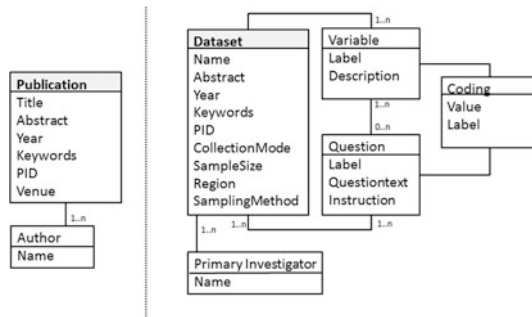 Publication
Title
Abstract
Year
Keywords
PID
Venue
1..n
Author
Name
Dataset
Name
Abstract
Year
Keywords
PID
CollectionMode
SampleSize
Region
SamplingMethod
1..n
1..n
Primary Investigator
Name
1..n
Variable
Label
Description
1..n
0..n
Question
Label
Questiontext
Instruction
1..n
Coding
Value
Label